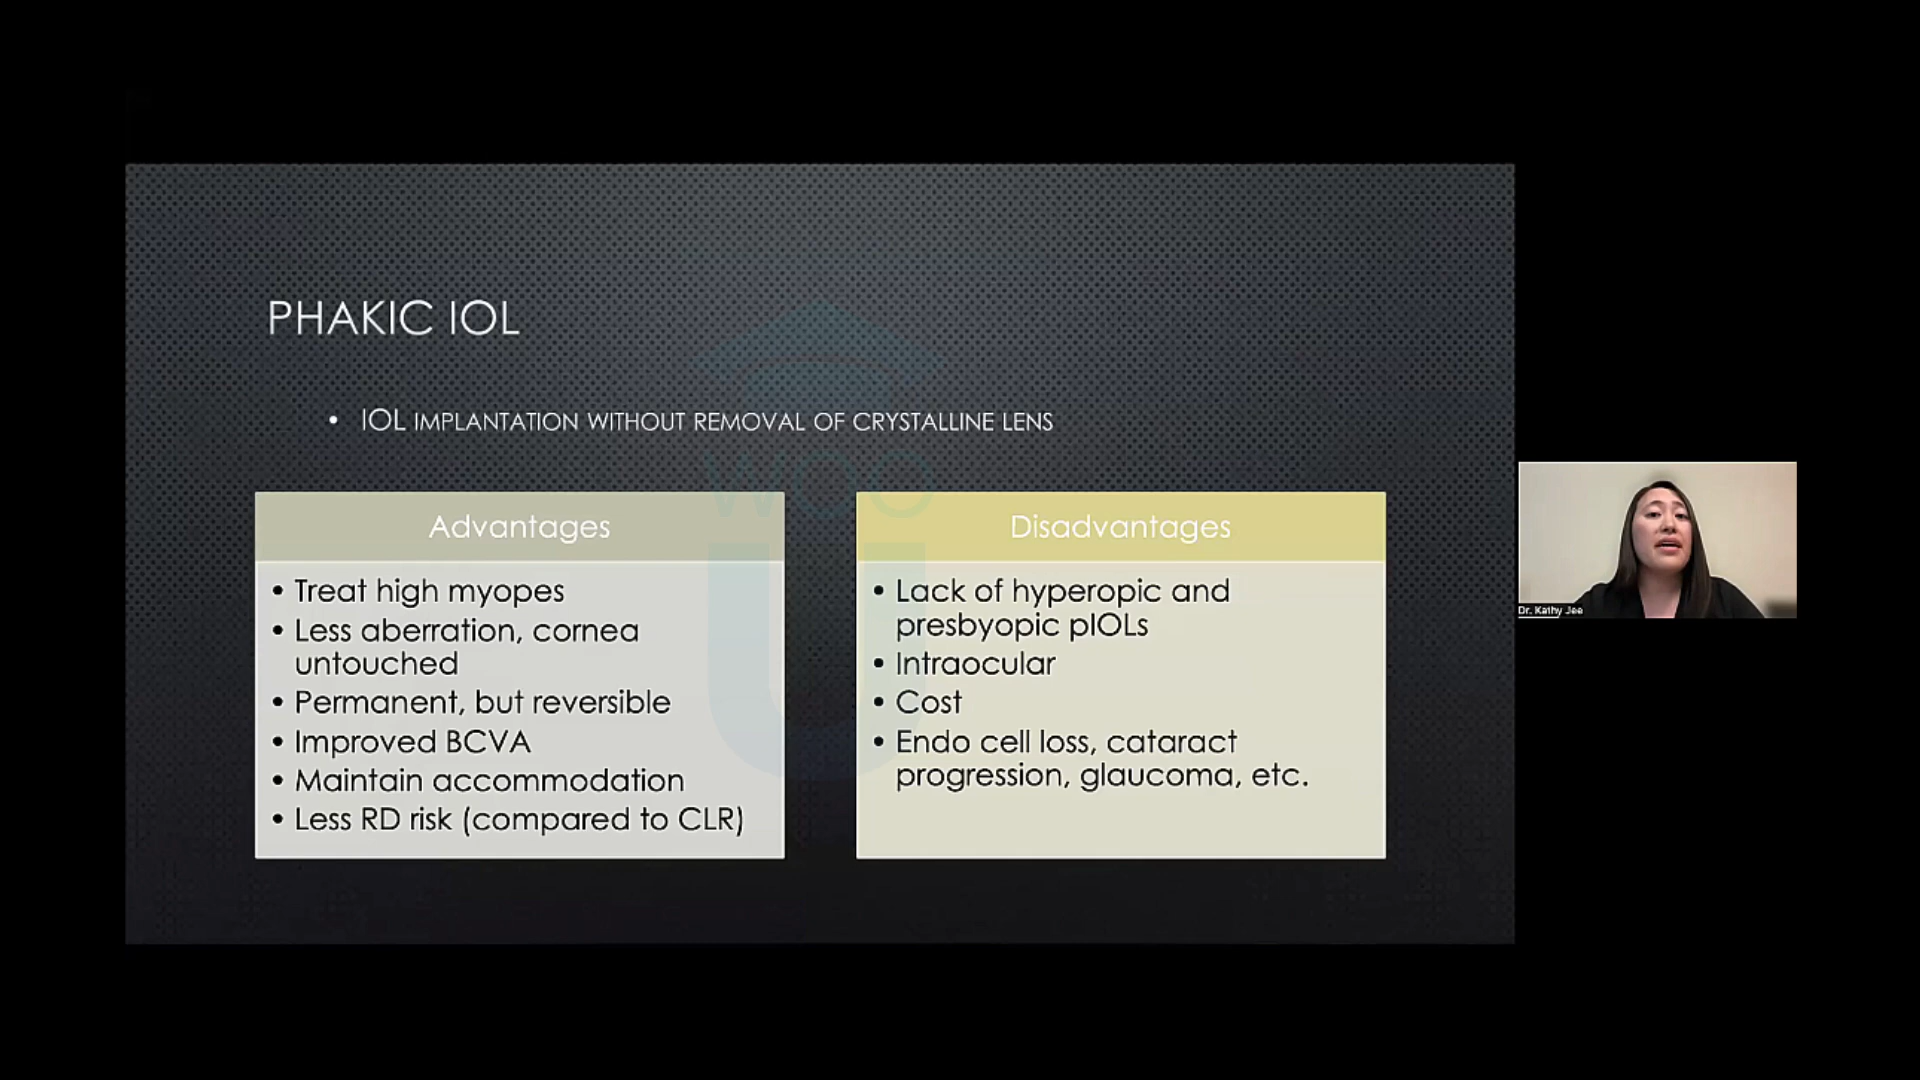 PHAKIC IOL
• IOL IMPLANTATION WITHOUT REMOVAL OF CRYSTALLINE LENS
Advantages
• Treat high myopes
• Less aberration, cornea
untouched
• Permanent, but reversible
• Improved BCVA
• Maintain accommodation
• Less RD risk (compared to CLR)
Disadvantages
• Lack of hyperopic and
presbyopic pIOLs
• Intraocular
• Cost
• Endo cell loss, cataract
progression, glaucoma, etc.
WOO
U
Dr. Kathy Jee